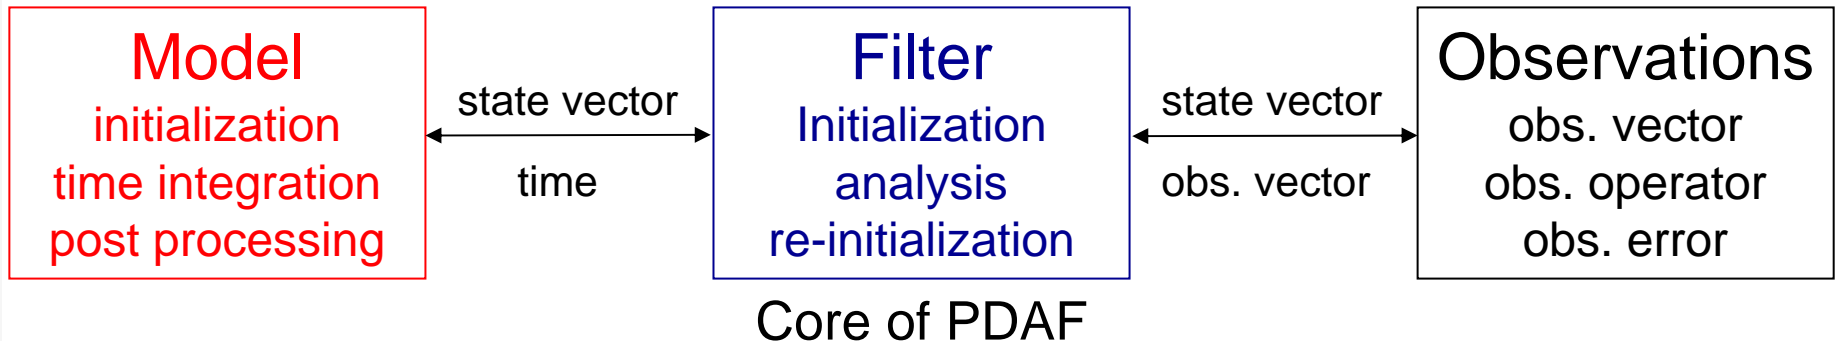 Model
initialization
time integration
post processing
state vector
time
Filter
Initialization
analysis
re-initialization
state vector
obs. vector
Observations
obs. vector
obs. operator
obs. error
Core of PDAF